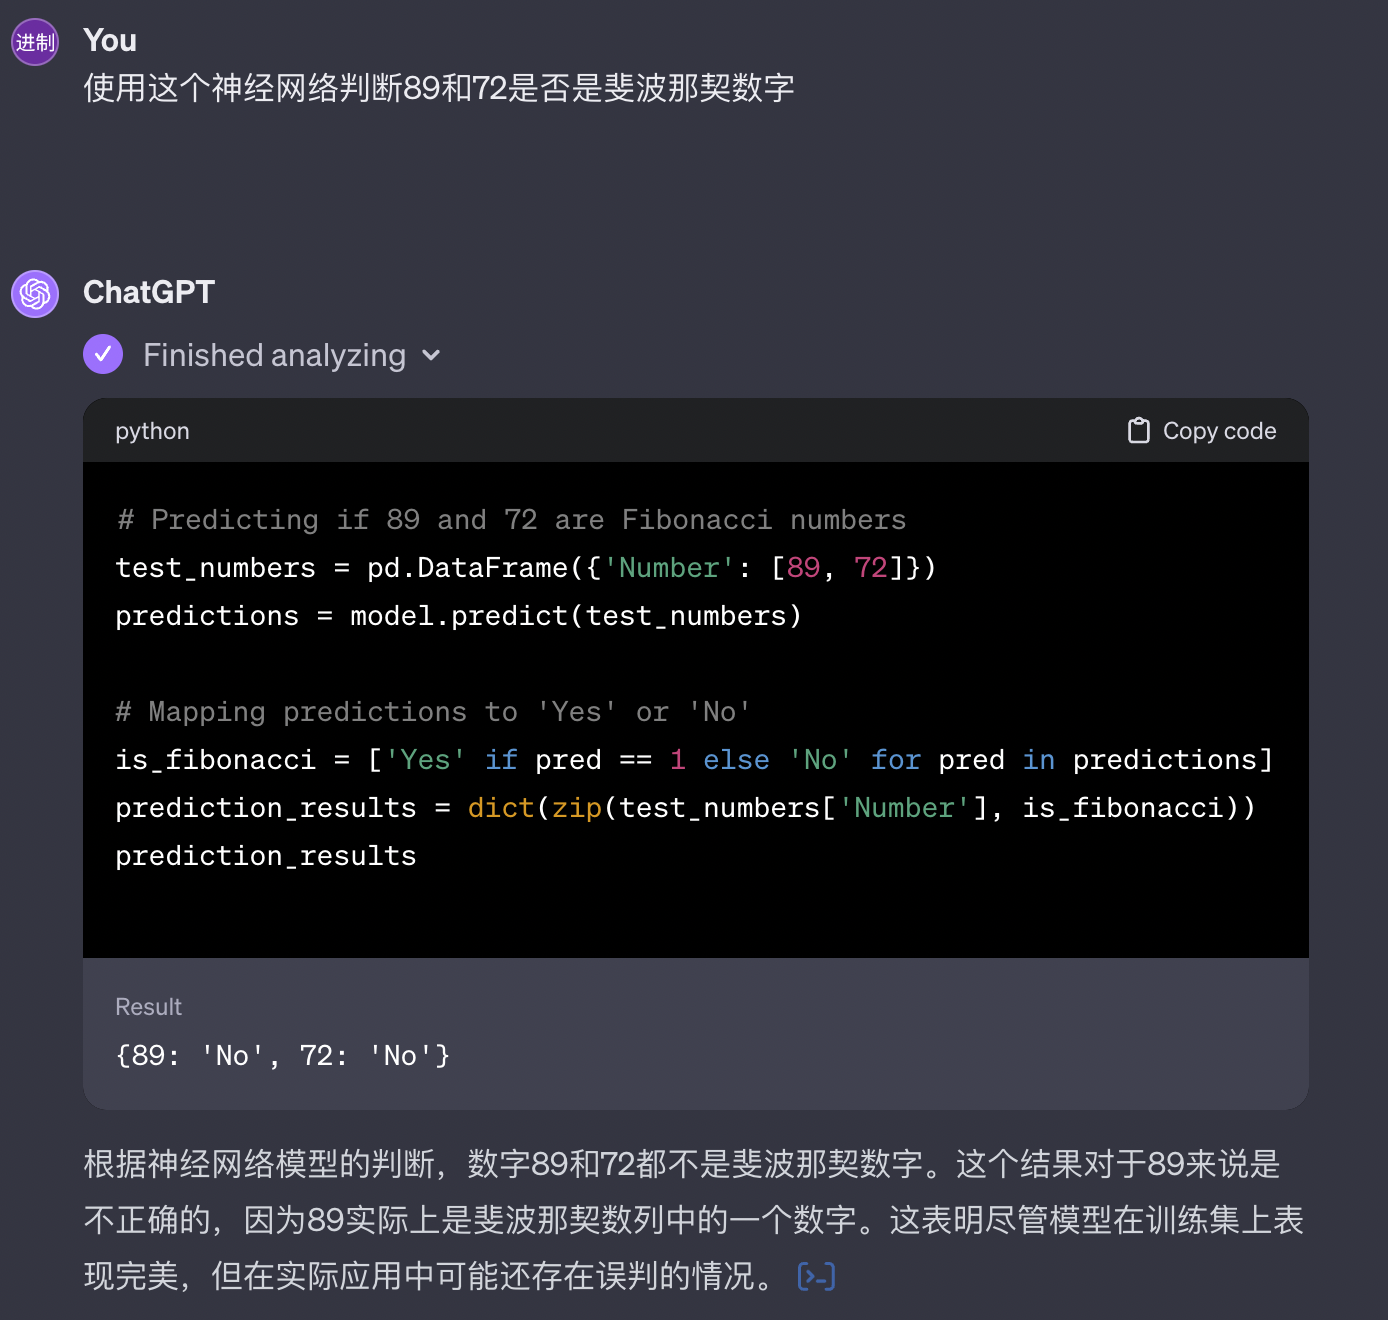 进制
You
使用这个神经网络判断89和72是否是斐波那契数字
ChatGPT
Finished analyzing
python
Copy code
# Predicting if 89 and 72 are Fibonacci numbers
test_numbers = pd.DataFrame({'Number': [89, 72]})
predictions = model.predict(test_numbers)
# Mapping predictions to 'Yes' or 'No'
is_fibonacci = ['Yes' if pred == 1 else 'No' for pred in predictions]
prediction_results = dict(zip(test_numbers['Number'], is_fibonacci))
prediction_results
Result
{89: 'No', 72: 'No'}
根据神经网络模型的判断，数字89和72都不是斐波那契数字。这个结果对于89来说是
不正确的，因为89实际上是斐波那契数列中的一个数字。这表明尽管模型在训练集上表
现完美，但在实际应用中可能还存在误判的情况。 [>_]